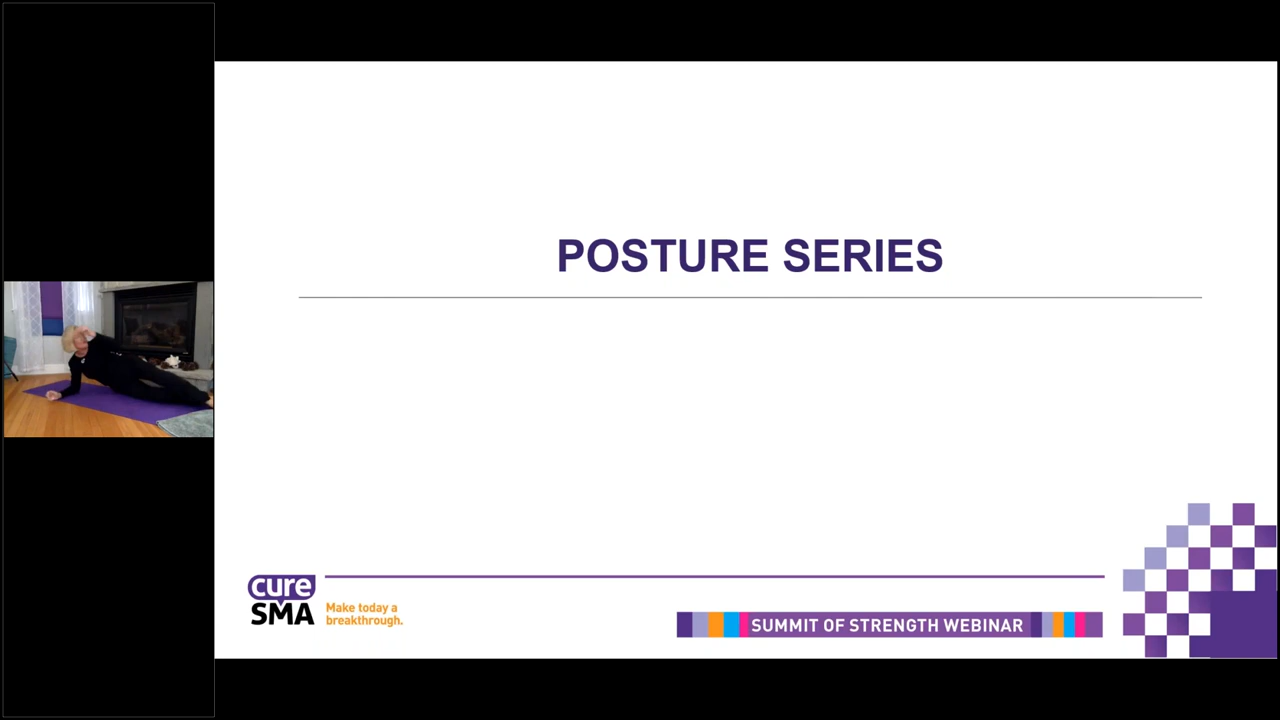 POSTURE SERIES
cure
SMA
Make today a
breakthrough.
SUMMIT OF STRENGTH WEBINAR